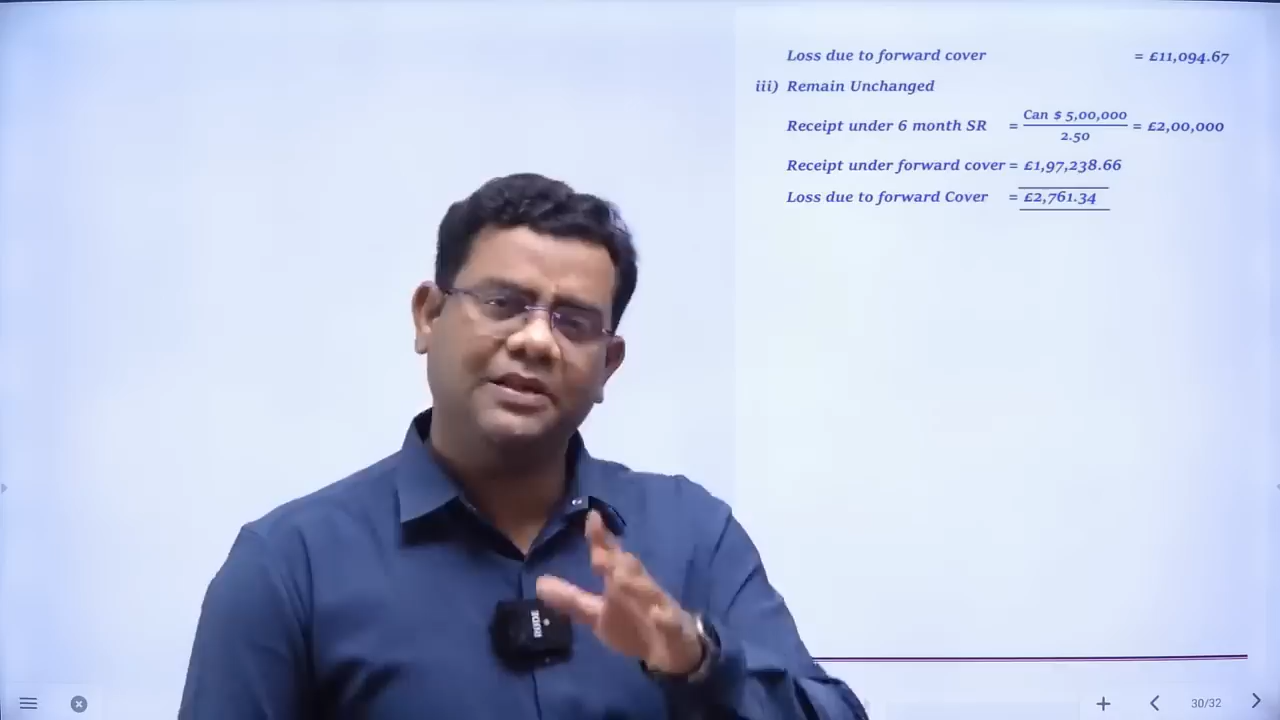 Loss due to forward cover = £11,094.67
iii) Remain Unchanged
Receipt under 6 month SR = Can $ 5,00,000 / 2.50 = £2,00,000
Receipt under forward cover = £1,97,238.66
Loss due to forward Cover = £2,761.34
RODE
30/32